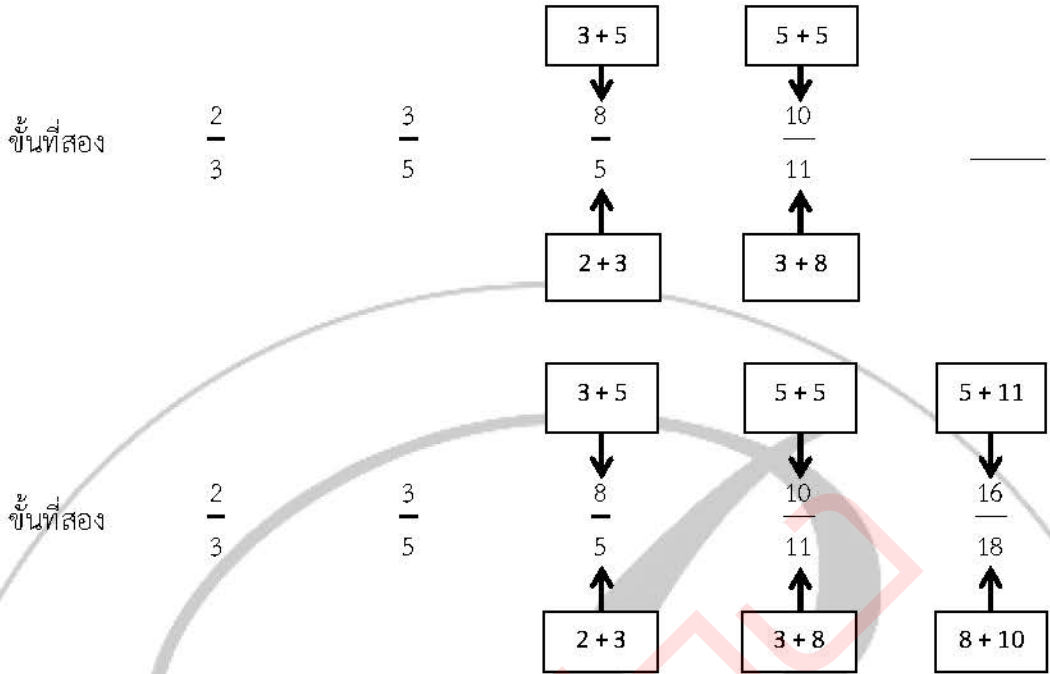 3 + 5 5 + 5
ขั้นที่สอง 2/3 3/5 8/5 10/11 ____
2 + 3 3 + 8
3 + 5 5 + 5 5 + 11
ขั้นที่สอง 2/3 3/5 8/5 10/11 16/18
2 + 3 3 + 8 8 + 10